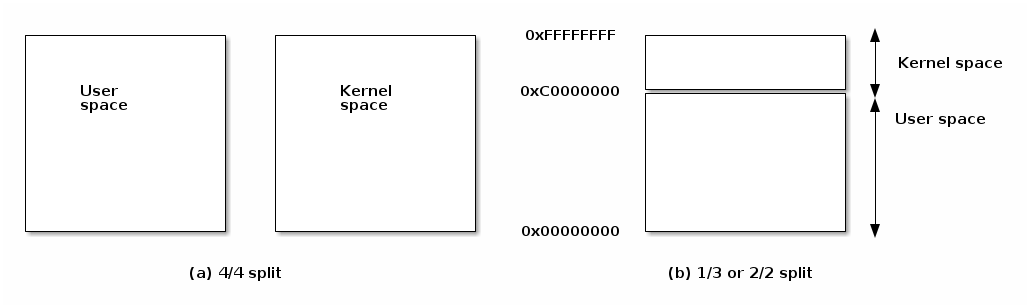 User
space
Kernel
space
(a) 4/4 split
0xFFFFFFFF
0xC0000000
0x00000000
Kernel space
User space
(b) 1/3 or 2/2 split